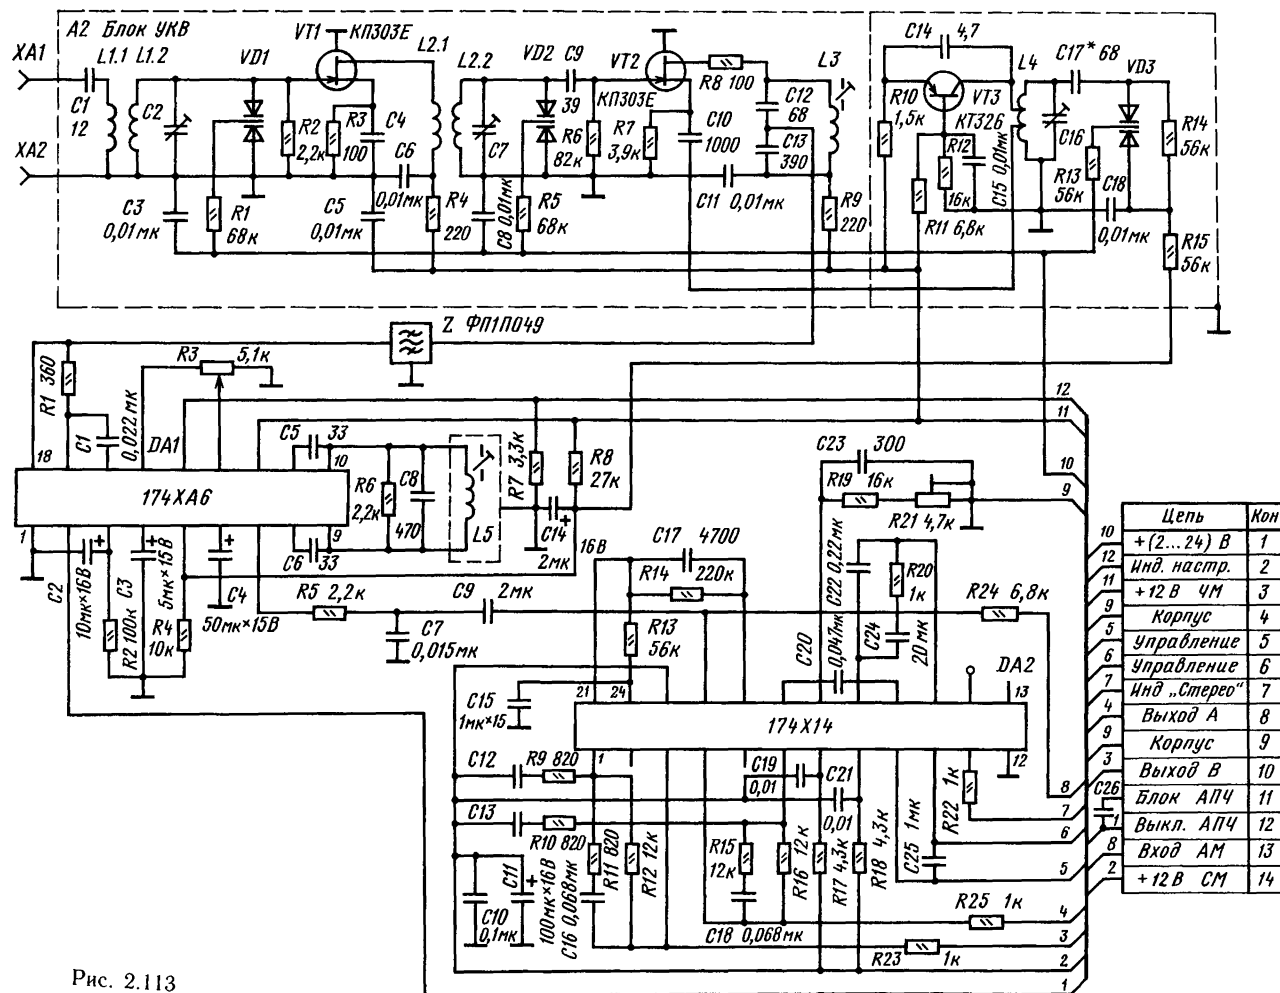 A2 Блок УКВ
XA1
XA2
L1.1 L1.2
C1
12
C2
VD1
VT1
КП303Е
L2.1
R2
2,2к
R3
100
C4
C6
0,01мк
C3
0,01мк
R1
68к
C5
0,01мк
R4
220
L2.2
C7
C8 0,01мк
VD2
C9
39
R5
68к
R6
82к
VT2
КП303Е
R7
3,9к
R8 100
C10
1000
C11 0,01мк
C12
68
C13
390
L3
R9
220
C14
4,7
R10
1,5к
VT3
КТ326
R11 6,8к
R12
16к
C15 0,01мк
L4
C16
C17* 68
VD3
R13
56к
C18
0,01мк
R14
56к
R15
56к
Z ФП1П049
R1 360
R3
5,1к
C1
0,022мк
DA1
18
174ХА6
10
1
9
C5
33
C6
33
R6
2,2к
C8
470
L5
R7 3,3к
R8
27к
C14
16В
2мк
C2
10мк×16В
C3
5мк×15В
R2 100к
R4
10к
C4
50мк×15В
R5 2,2к
C7
0,015мк
C9
2мк
C17
4700
R14
220к
R13
56к
C15
1мк×15
21
24
C20
0,047мк
C22 0,22мк
C23
300
R19
16к
R21 4,7к
R20
1к
C24
20мк
R24 6,8к
DA2
13
174Х14
1
12
C12
R9 820
C13
R10 820
C10
0,1мк
C11
100мк×16В
C16 0,068мк
R11 820
R12 12к
C19
0,01
C21
0,01
R15
12к
C18 0,068мк
R16 12к
R17 4,3к
R18 4,3к
C25 1мк
R22 1к
R25 1к
R23
1к
12
11
10
9
8
7
6
5
4
3
2
1
10
12
11
9
5
6
7
4
9
3
C26
1
8
2
Цепь Кон
+(2...24) В 1
Инд. настр. 2
+12 В ЧМ 3
Корпус 4
Управление 5
Управление 6
Инд „Стерео" 7
Выход А 8
Корпус 9
Выход В 10
Блок АПЧ 11
Выкл. АПЧ 12
Вход АМ 13
+12 В СМ 14
Рис. 2.113